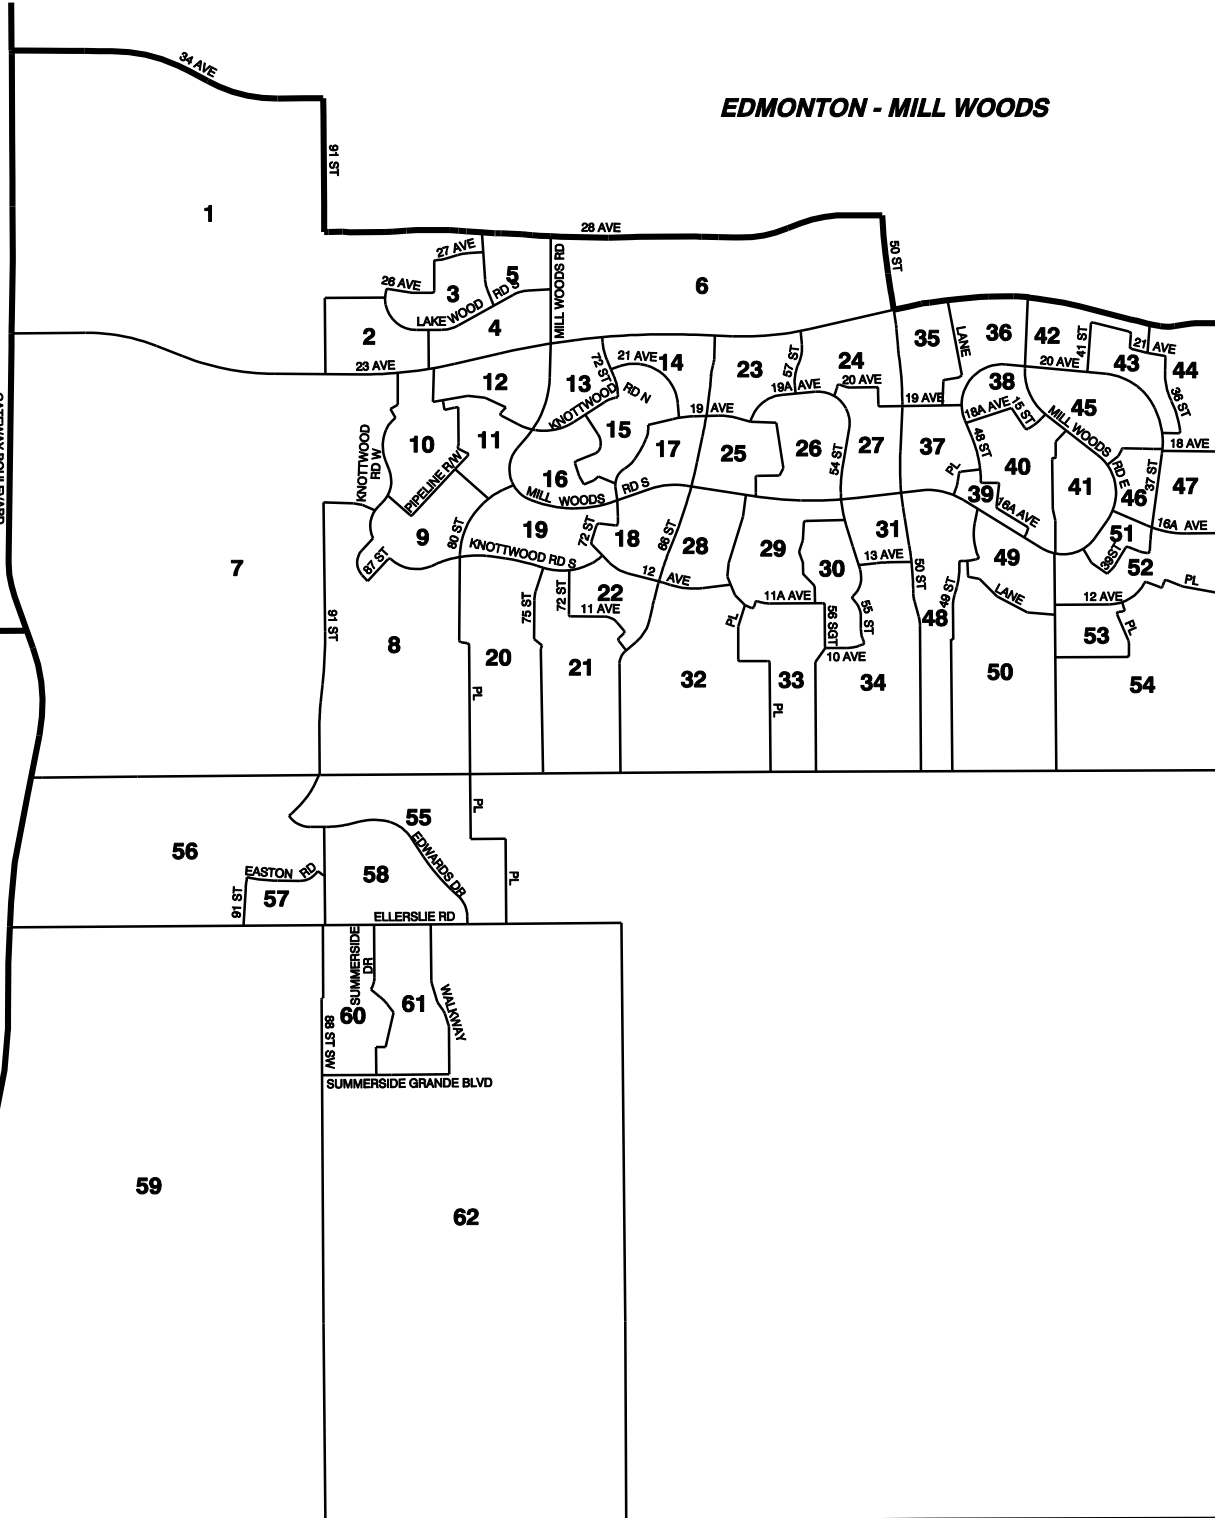 34 AVE
EDMONTON - MILL WOODS
91 ST
1
28 AVE
27 AVE
MILL WOODS RD
50 ST
5
26 AVE
3
RD S
6
LAKEWOOD
4
2
23 AVE
35
LANE
36
42
41 ST
21 AVE
43
44
20 AVE
36 ST
12
13
72 ST
21 AVE
14
23
57 ST
24
KNOTTWOOD
RD N
19A AVE
20 AVE
19 AVE
38
45
18A AVE
15 ST
MILL WOODS
RD E
19 AVE
KNOTTWOOD
RD W
10
11
15
17
25
26
54 ST
27
37
48 ST
18 AVE
PIPELINE R/W
16
MILL WOODS
RD S
PL
40
39
16A AVE
41
37 ST
46
47
16A AVE
9
80 ST
19
72 ST
18
66 ST
28
29
31
51
87 ST
KNOTTWOOD RD S
13 AVE
49
39 ST
52
PL
7
12 AVE
30
50 ST
49 ST
LANE
22
72 ST
11 AVE
75 ST
11A AVE
PL
56 SGT
55 ST
48
12 AVE
91 ST
8
53
PL
20
21
10 AVE
32
33
34
50
54
PL
PL
55
PL
56
EASTON RD
EDWARDS DR
58
PL
91 ST
57
ELLERSLIE RD
SUMMERSIDE
DR
61
WALKWAY
60
88 ST SW
SUMMERSIDE GRANDE BLVD
59
62